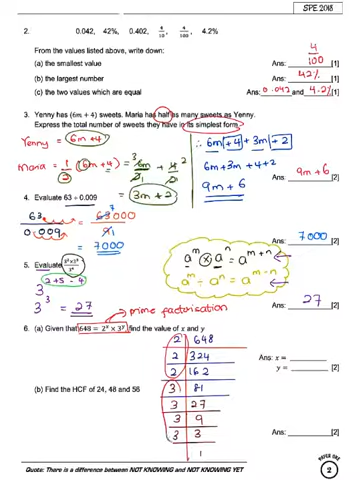 SPE 2018
2. 0.042, 42%, 0.402, 4/10, 4/100, 4.2%
From the values listed above, write down:
(a) the smallest value Ans: 4/100 [1]
(b) the largest number Ans: 42% [1]
(c) the two values which are equal Ans: 0.042 and 4.2% [1]
3. Yenny has (6m + 4) sweets. Maria has half as many sweets as Yenny.
Express the total number of sweets they have in its simplest form.
Yenny = 6m+4 ∴ 6m+4+3m+2
Maria = 1/2 (6m+4) = 6m/2 + 4/2 6m+3m+4+2
= 3m+2 9m+6 Ans: 9m+6 [2]
4. Evaluate 63 ÷ 0.009
63/0.009 = 63000/9
= 7000 Ans: 7000 [2]
5. Evaluate
3^(2+5-4) a^m × a^n = a^(m+n)
3^3 = 27 a^m ÷ a^n = a^(m-n) Ans: 27 [2]
→ prime factorisation
6. (a) Given that 648 = 2^x × 3^y, find the value of x and y
2 648
2 324
2 162
3 81
3 27
3 9
3 3
1
Ans: x =
y = [2]
(b) Find the HCF of 24, 48 and 56
Ans: [2]
PAPER ONE
2
Quote: There is a difference between NOT KNOWING and NOT KNOWING YET